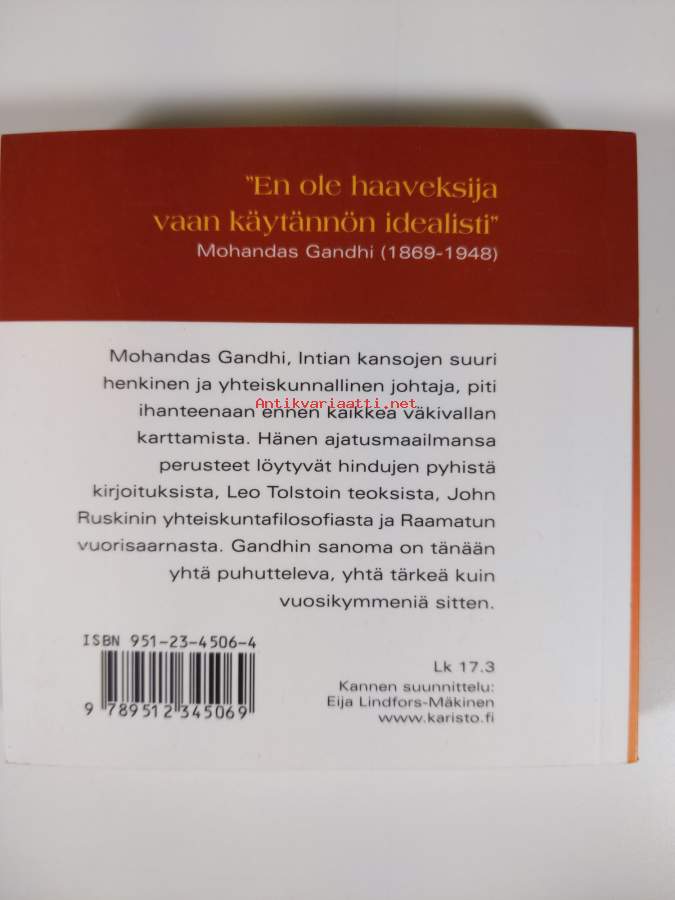 "En ole haaveksija
vaan käytännön idealisti"
Mohandas Gandhi (1869-1948)
Mohandas Gandhi, Intian kansojen suuri
henkinen ja yhteiskunnallinen johtaja, piti
ihanteenaan ennen kaikkea väkivallan
Antikvariaatti.net
karttamista. Hänen ajatusmaailmansa
perusteet löytyvät hindujen pyhistä
kirjoituksista, Leo Tolstoin teoksista, John
Ruskinin yhteiskuntafilosofiasta ja Raamatun
vuorisaarnasta. Gandhin sanoma on tänään
yhtä puhutteleva, yhtä tärkeä kuin
vuosikymmeniä sitten.
ISBN 951-23-4506-4
9 789512 345069
Lk 17.3
Kannen suunnittelu:
Eija Lindfors-Mäkinen
www.karisto.fi